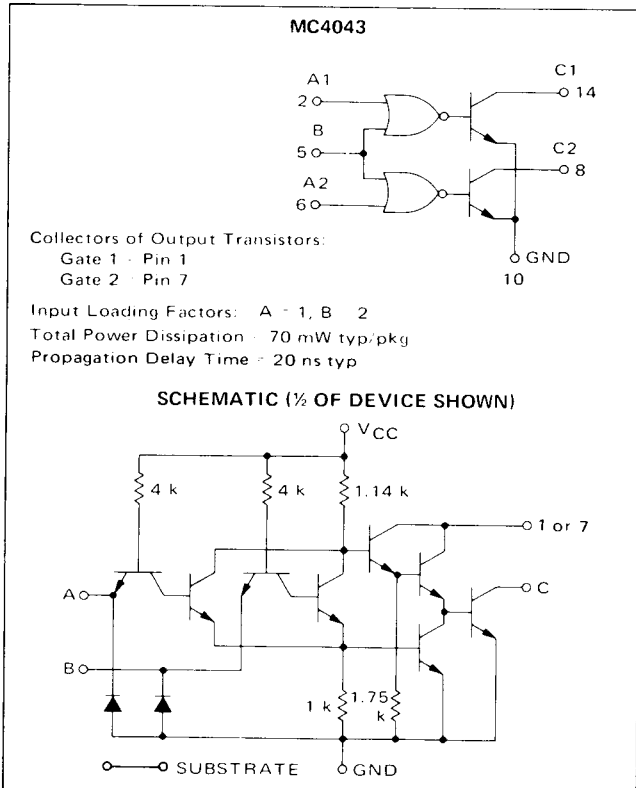 MC4043
A1
2
B
5
A2
6
C1
14
C2
8
GND
10
Collectors of Output Transistors:
Gate 1 - Pin 1
Gate 2 - Pin 7
Input Loading Factors: A = 1, B 2
Total Power Dissipation - 70 mW typ/pkg
Propagation Delay Time = 20 ns typ
SCHEMATIC (½ OF DEVICE SHOWN)
VCC
4 k
4 k
1.14 k
1 or 7
A
C
B
1 k
1.75
k
SUBSTRATE
GND